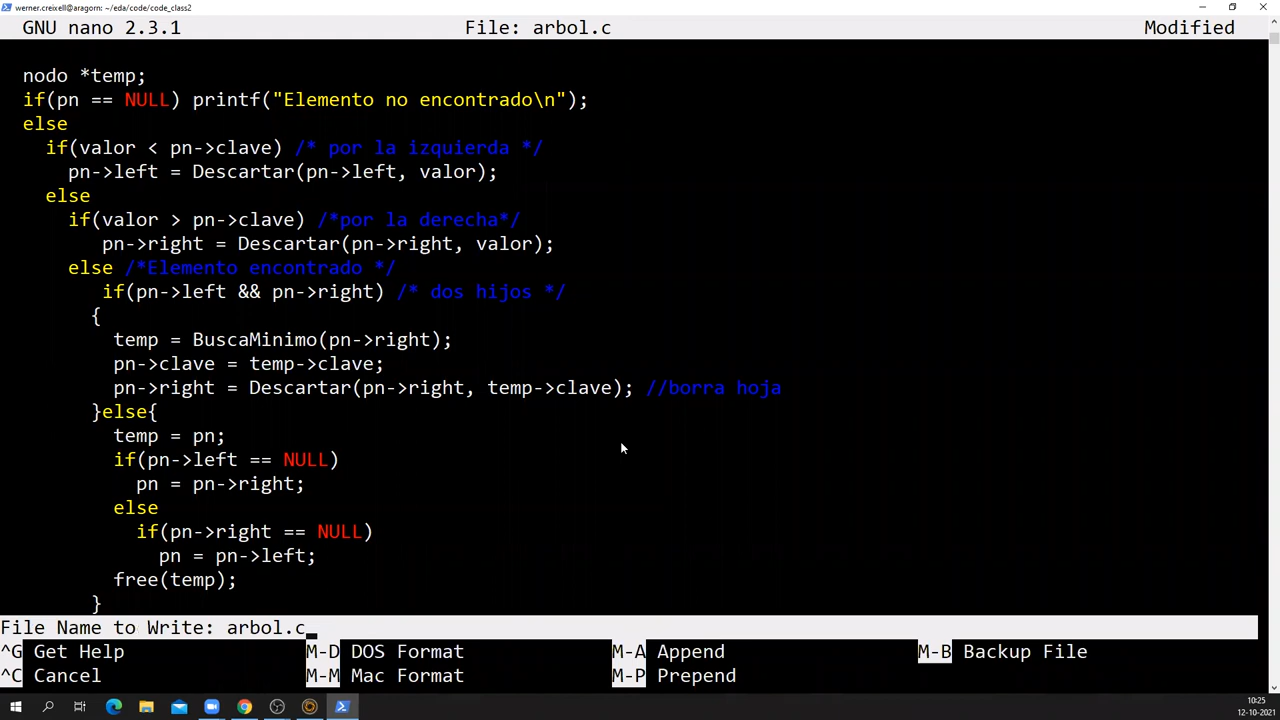 werner.creixell@aragorn: ~/eda/code/code_class2
GNU nano 2.3.1 File: arbol.c Modified
nodo *temp;
if(pn == NULL) printf("Elemento no encontrado\n");
else
if(valor < pn->clave) /* por la izquierda */
pn->left = Descartar(pn->left, valor);
else
if(valor > pn->clave) /*por la derecha*/
pn->right = Descartar(pn->right, valor);
else /*Elemento encontrado */
if(pn->left && pn->right) /* dos hijos */
{
temp = BuscaMinimo(pn->right);
pn->clave = temp->clave;
pn->right = Descartar(pn->right, temp->clave); //borra hoja
}else{
temp = pn;
if(pn->left == NULL)
pn = pn->right;
else
if(pn->right == NULL)
pn = pn->left;
free(temp);
}
File Name to Write: arbol.c
^G Get Help M-D DOS Format M-A Append M-B Backup File
^C Cancel M-M Mac Format M-P Prepend
10:25
12-10-2021